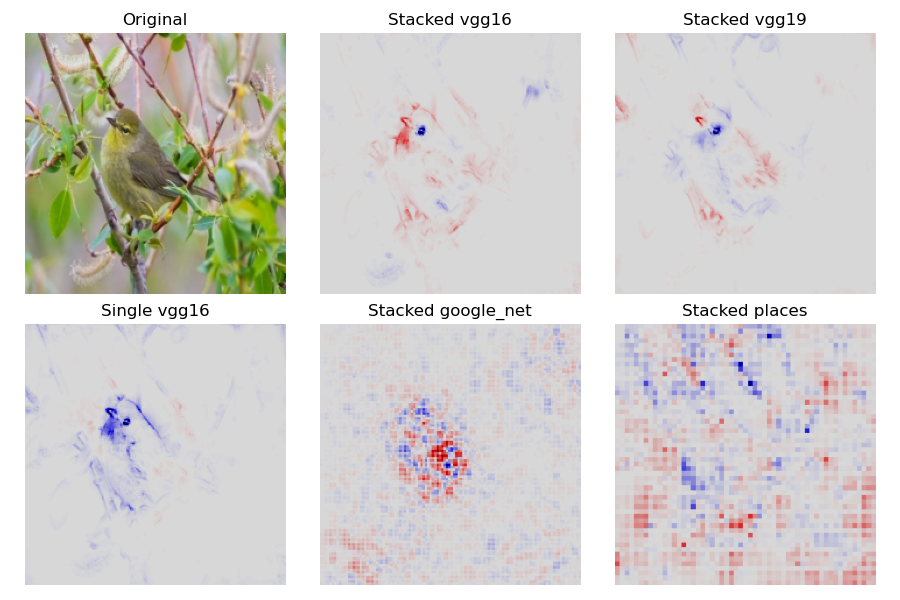 Original
Stacked vgg16
Stacked vgg19
Single vgg16
Stacked google_net
Stacked places